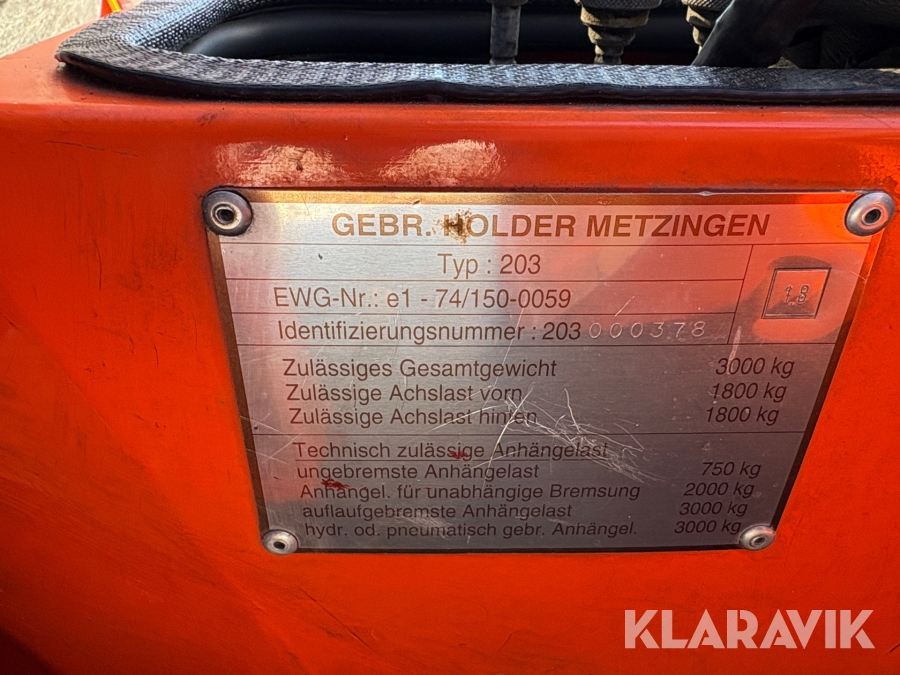 GEBR. HOLDER METZINGEN
Typ : 203
EWG-Nr.: e1 - 74/150-0059
Identifizierungsnummer : 203 000378
Zulässiges Gesamtgewicht 3000 kg
Zulässige Achslast vorn 1800 kg
Zulässige Achslast hinten 1800 kg
Technisch zulässige Anhängelast
ungebremste Anhängelast 750 kg
Anhängel. für unabhängige Bremsung 2000 kg
auflaufgebremste Anhängelast 3000 kg
hydr. od. pneumatisch gebr. Anhängel. 3000 kg
KLARAVIK